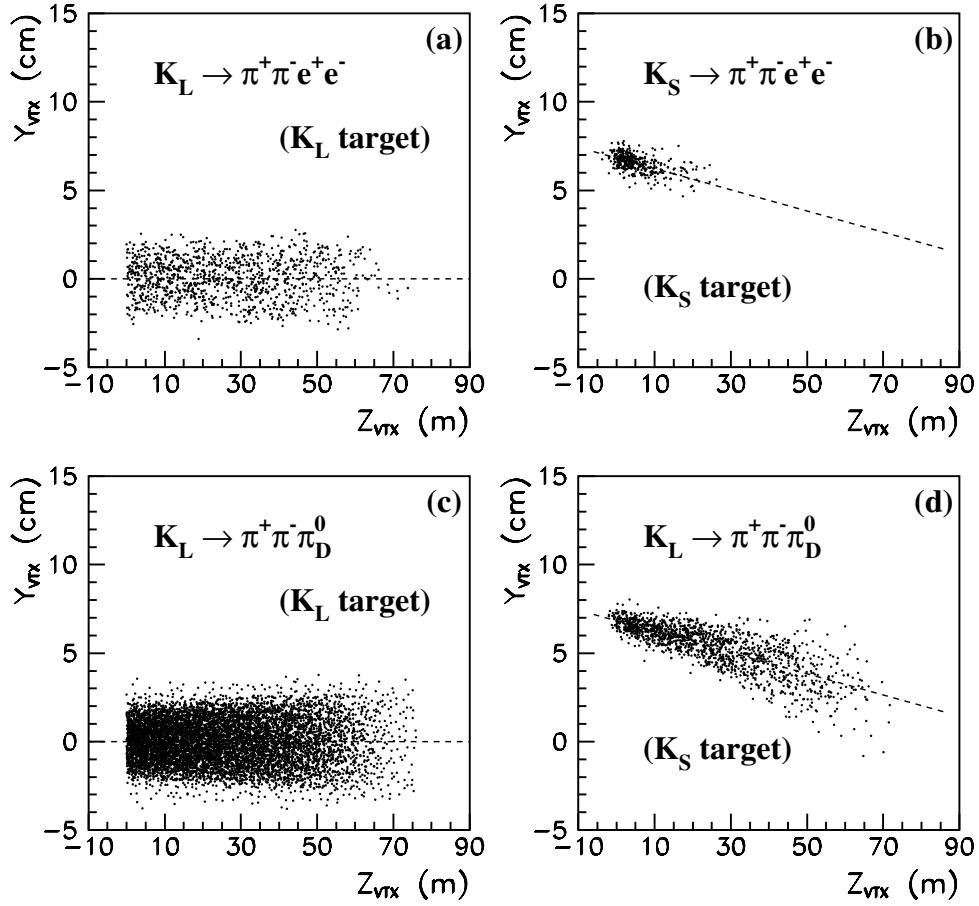 (a)
K_L → π⁺π⁻e⁺e⁻
(K_L target)
Y_VTX (cm)
15
10
5
0
−5
−10 10 30 50 70 90
Z_VTX (m)
(b)
K_S → π⁺π⁻e⁺e⁻
(K_S target)
Y_VTX (cm)
15
10
5
0
−5
−10 10 30 50 70 90
Z_VTX (m)
(c)
K_L → π⁺π⁻π⁰_D
(K_L target)
Y_VTX (cm)
15
10
5
0
−5
−10 10 30 50 70 90
Z_VTX (m)
(d)
K_L → π⁺π⁻π⁰_D
(K_S target)
Y_VTX (cm)
15
10
5
0
−5
−10 10 30 50 70 90
Z_VTX (m)